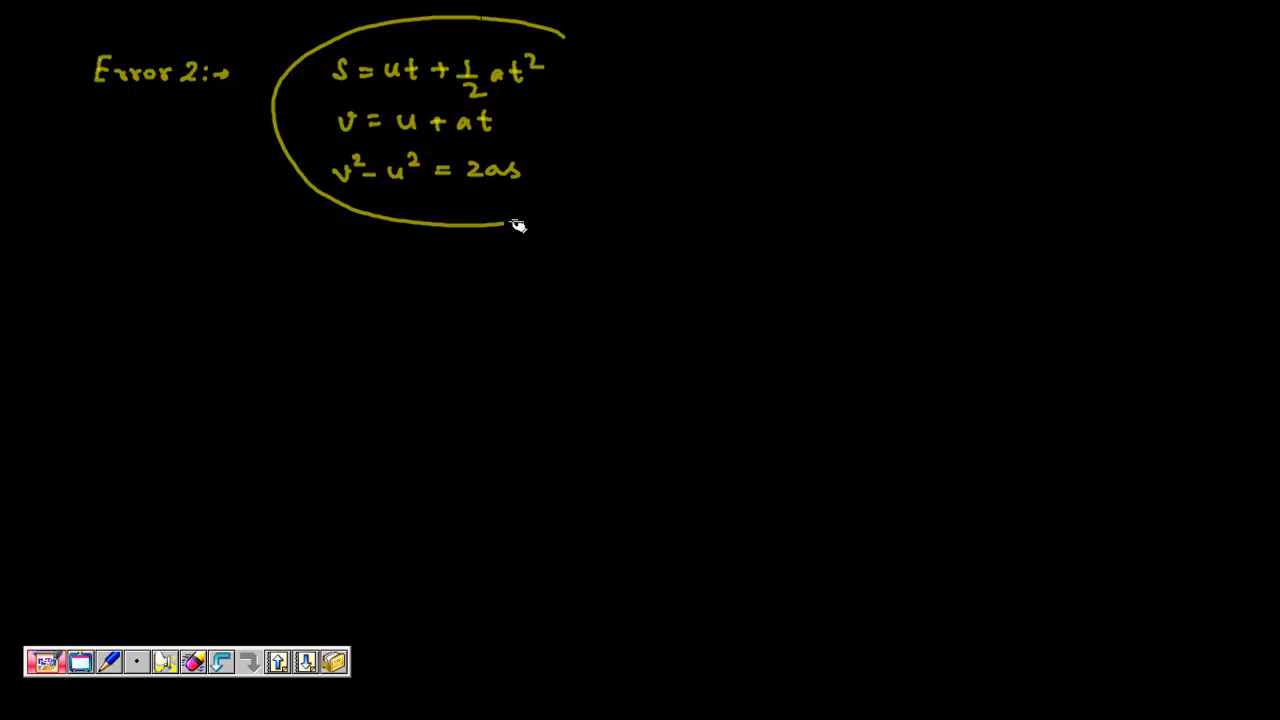 Error 2:→ s = ut + 1/2 at²
v = u + at
v² - u² = 2as